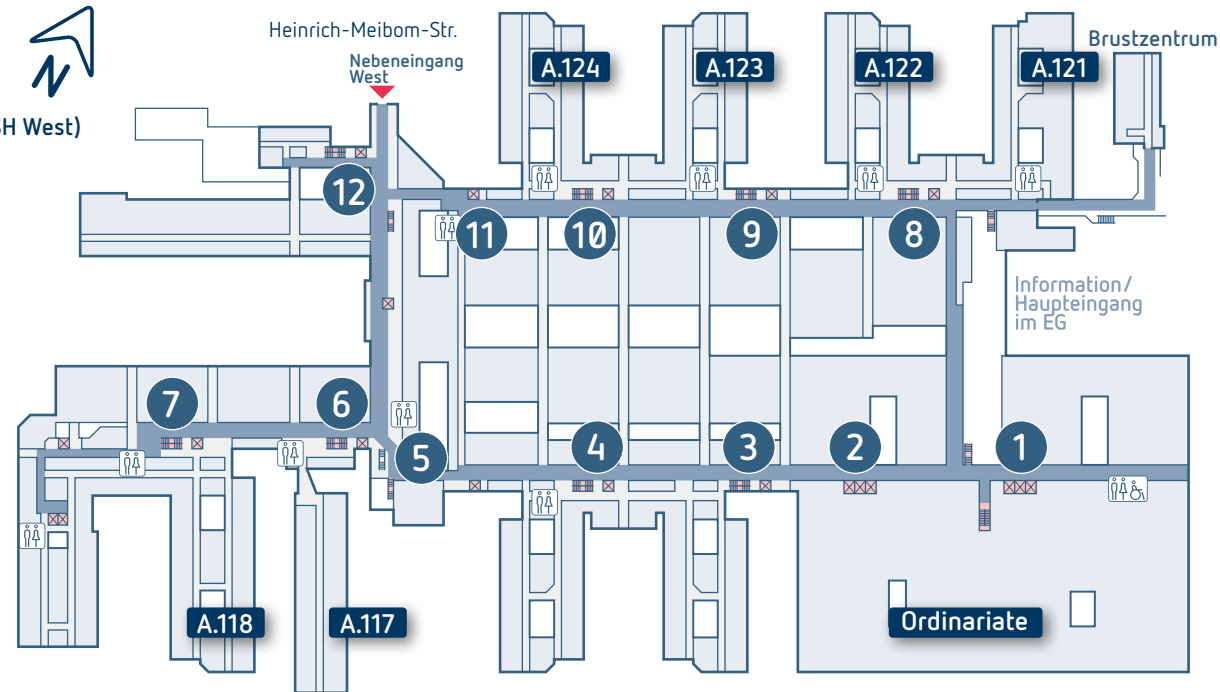 N
Heinrich-Meibom-Str.
Nebeneingang
West
A.124
A.123
A.122
A.121
Brustzentrum
SH West)
12
11
10
9
8
Information/
Haupteingang
im EG
7
6
5
4
3
2
1
A.118
A.117
Ordinariate